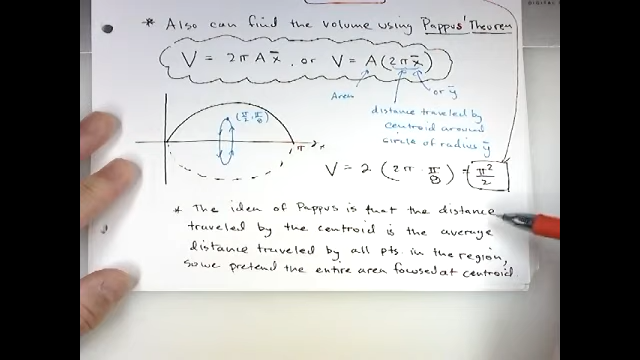 DIGITAL
* Also can find the volume using Pappus' Theorem
V = 2π A x̄, or V = A (2π x̄)
Area
or ȳ
distance traveled by
centroid around
circle of radius ȳ
(π/2, π/8)
π
x
V = 2 (2π · π/8) = π²/2
* The idea of Pappus is that the distance
traveled by the centroid is the average
distance traveled by all pts. in the region,
so we pretend the entire area focused at centroid.